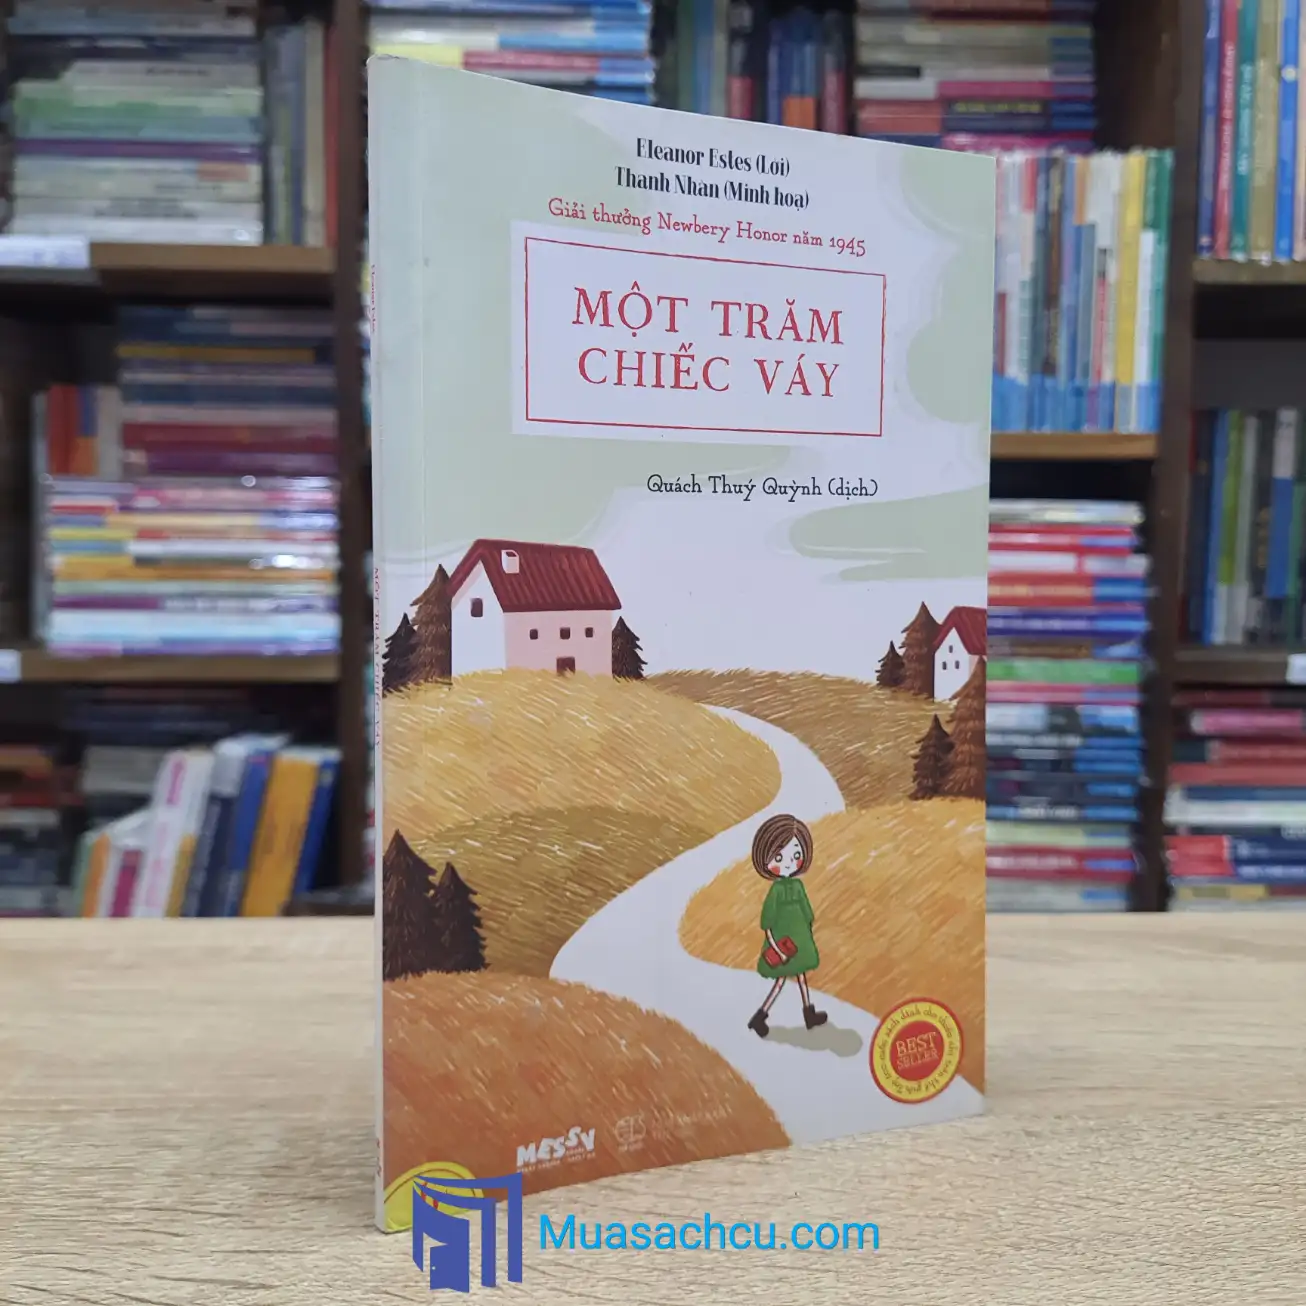 Eleanor Estes (Lời)
Thanh Nhàn (Minh hoạ)
Giải thưởng Newbery Honor năm 1945
MỘT TRĂM
CHIẾC VÁY
Quách Thuý Quỳnh (dịch)
BEST
SELLER
MESSY
Muasachcu.com